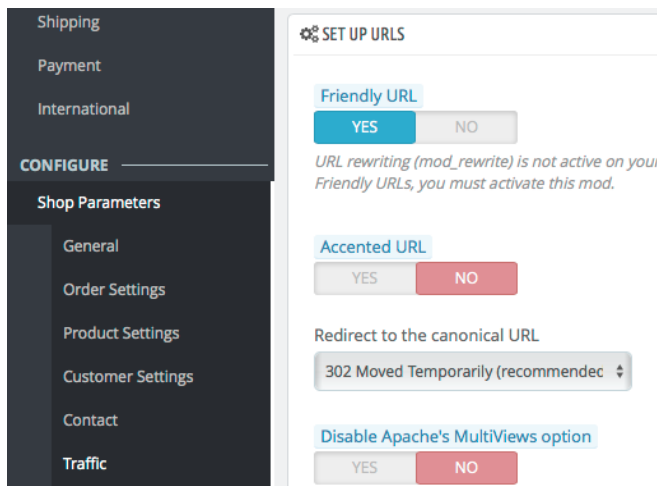 Shipping
Payment
International
CONFIGURE
Shop Parameters
General
Order Settings
Product Settings
Customer Settings
Contact
Traffic
SET UP URLS
Friendly URL
YES NO
URL rewriting (mod_rewrite) is not active on your
Friendly URLs, you must activate this mod.
Accented URL
YES NO
Redirect to the canonical URL
302 Moved Temporarily (recommended
Disable Apache's MultiViews option
YES NO